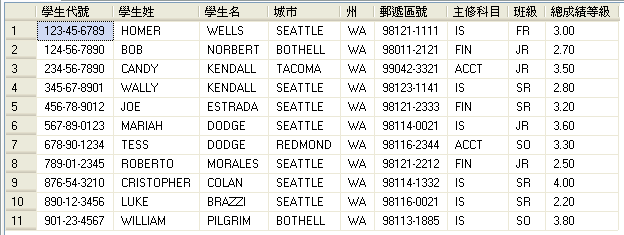 學生代號 學生姓 學生名 城市 州 郵遞區號 主修科目 班級 總成績等級
1 123-45-6789 HOMER WELLS SEATTLE WA 98121-1111 IS FR 3.00
2 124-56-7890 BOB NORBERT BOTHELL WA 98011-2121 FIN JR 2.70
3 234-56-7890 CANDY KENDALL TACOMA WA 99042-3321 ACCT JR 3.50
4 345-67-8901 WALLY KENDALL SEATTLE WA 98123-1141 IS SR 2.80
5 456-78-9012 JOE ESTRADA SEATTLE WA 98121-2333 FIN SR 3.20
6 567-89-0123 MARIAH DODGE SEATTLE WA 98114-0021 IS JR 3.60
7 678-90-1234 TESS DODGE REDMOND WA 98116-2344 ACCT SO 3.30
8 789-01-2345 ROBERTO MORALES SEATTLE WA 98121-2212 FIN JR 2.50
9 876-54-3210 CRISTOPHER COLAN SEATTLE WA 98114-1332 IS SR 4.00
10 890-12-3456 LUKE BRAZZI SEATTLE WA 98116-0021 IS SR 2.20
11 901-23-4567 WILLIAM PILGRIM BOTHELL WA 98113-1885 IS SO 3.80